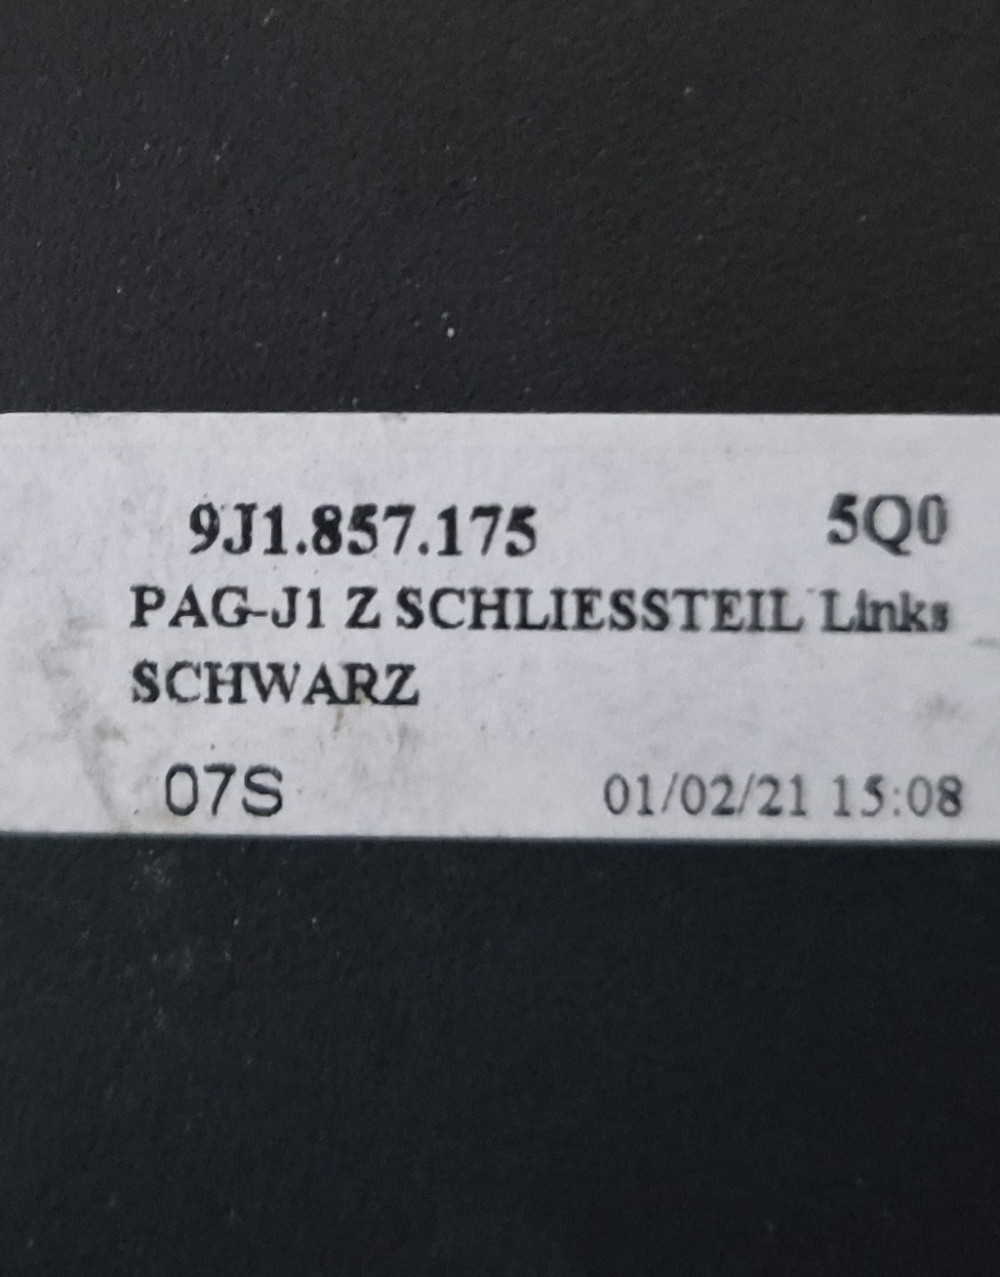 9J1.857.175 5Q0
PAG-J1 Z SCHLIESSTEIL Links
SCHWARZ
07S 01/02/21 15:08